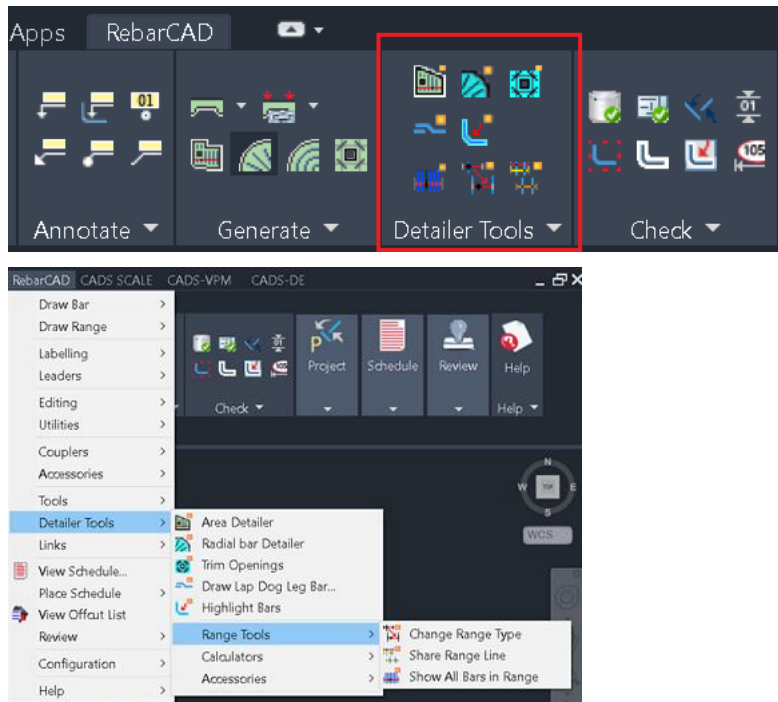 Apps RebarCAD
01
01
105
Annotate Generate Detailer Tools Check
RebarCAD CADS SCALE CADS-VPM CADS-DE
Draw Bar
Draw Range
Labelling
Leaders
Editing
Utilities
Couplers
Accessories
Tools
Detailer Tools
Links
View Schedule...
Place Schedule
View Offcut List
Review
Configuration
Help
01
105
P
Project Schedule Review Help
Check Help
N
W TOP E
S
WCS
Area Detailer
Radial bar Detailer
Trim Openings
Draw Lap Dog Leg Bar...
Highlight Bars
Range Tools
Calculators
Accessories
Change Range Type
Share Range Line
Show All Bars in Range